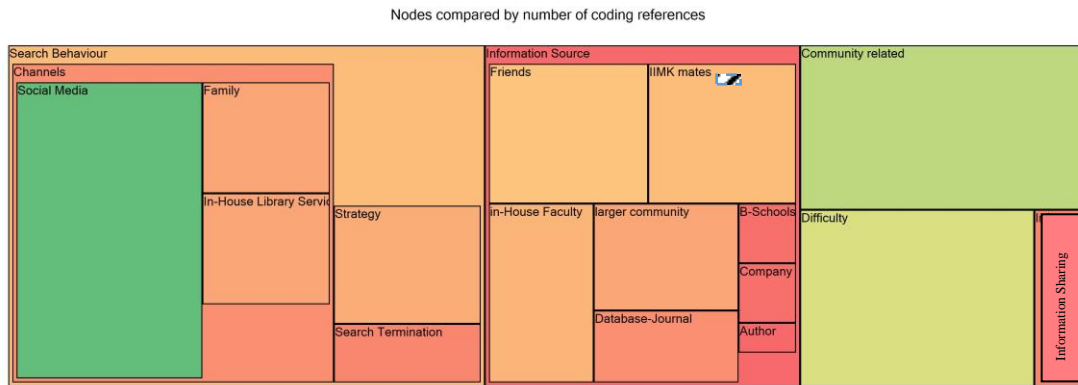 Nodes compared by number of coding references
Search Behaviour
Channels
Social Media
Family
In-House Library Servic
Strategy
Search Termination
Information Source
Friends
IIMK mates
in-House Faculty
larger community
Database-Journal
B-Schools
Company
Author
Community related
Difficulty
Information Sharing